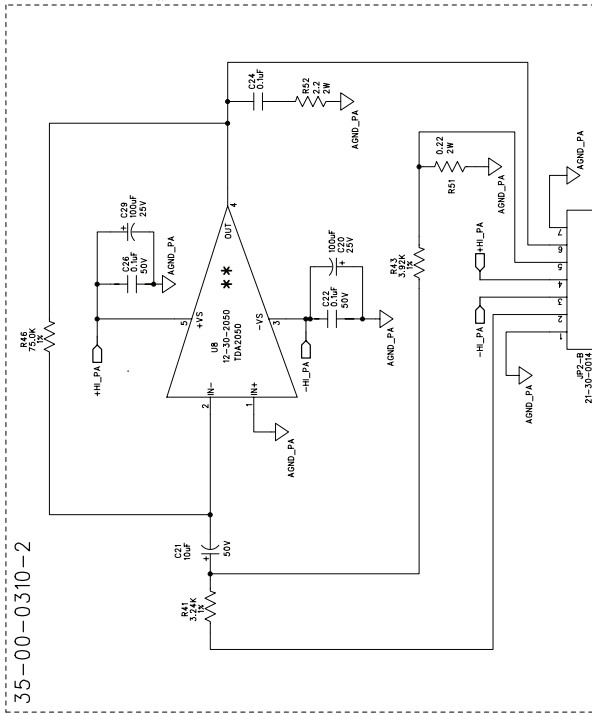 35-00-0310-2
R46
75.0K
1%
+HI_PA
C26
0.1uF
50V
C29
100uF
25V
+
AGND_PA
C24
0.1uF
R52
2.2
2W
AGND_PA
5
+VS
U8
12-30-2050
TDA2050
**
OUT
4
2
IN-
1
IN+
-VS
3
AGND_PA
-HI_PA
C22
0.1uF
50V
100uF
C20
25V
+
AGND_PA
C21
10uF
+
50V
R41
3.24K
1%
R43
3.92K
1%
0.22
2W
R51
AGND_PA
AGND_PA
-HI_PA
+HI_PA
AGND_PA
1
2
3
4
5
6
7
JP2-B
21-30-0014